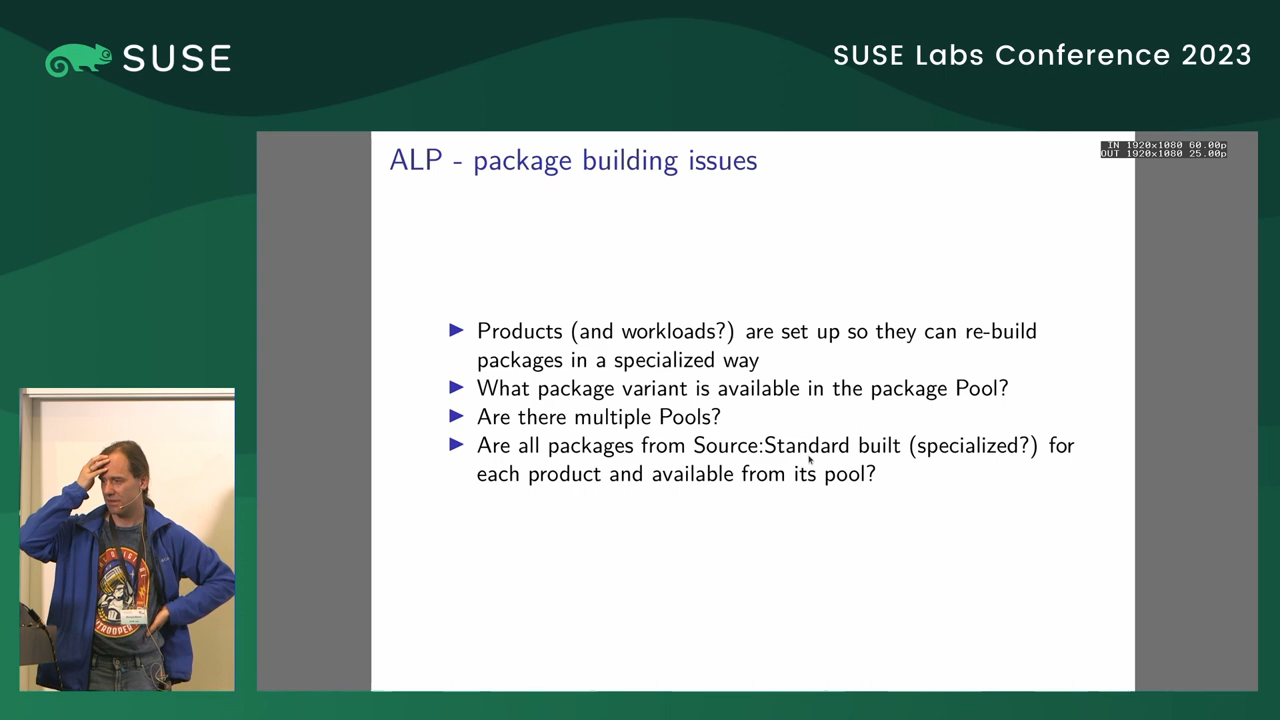 SUSE
SUSE Labs Conference 2023
IN 1920x1080 60.00p
OUT 1920x1080 25.00p
ALP - package building issues
▶ Products (and workloads?) are set up so they can re-build
packages in a specialized way
▶ What package variant is available in the package Pool?
▶ Are there multiple Pools?
▶ Are all packages from Source:Standard built (specialized?) for
each product and available from its pool?
TROOPER